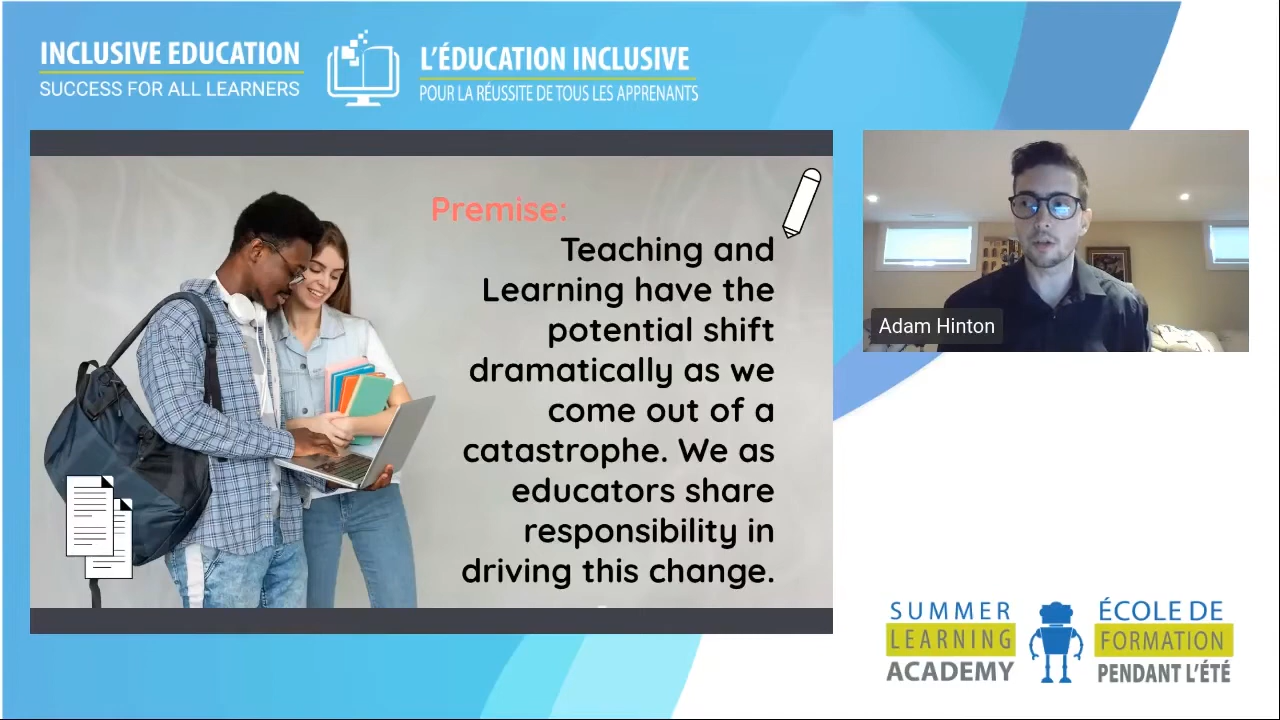 INCLUSIVE EDUCATION
SUCCESS FOR ALL LEARNERS
L'ÉDUCATION INCLUSIVE
POUR LA RÉUSSITE DE TOUS LES APPRENANTS
Premise:
Teaching and
Learning have the
potential shift
dramatically as we
come out of a
catastrophe. We as
educators share
responsibility in
driving this change.
Adam Hinton
SUMMER
LEARNING
ACADEMY
ÉCOLE DE
FORMATION
PENDANT L'ÉTÉ